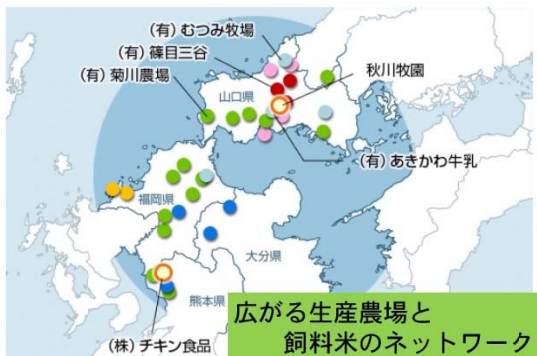 (有) むつみ牧場
(有) 篠目三谷
(有) 菊川農場
秋川牧園
山口県
(有) あきかわ牛乳
福岡県
大分県
熊本県
(株) チキン食品
広がる生産農場と
飼料米のネットワーク